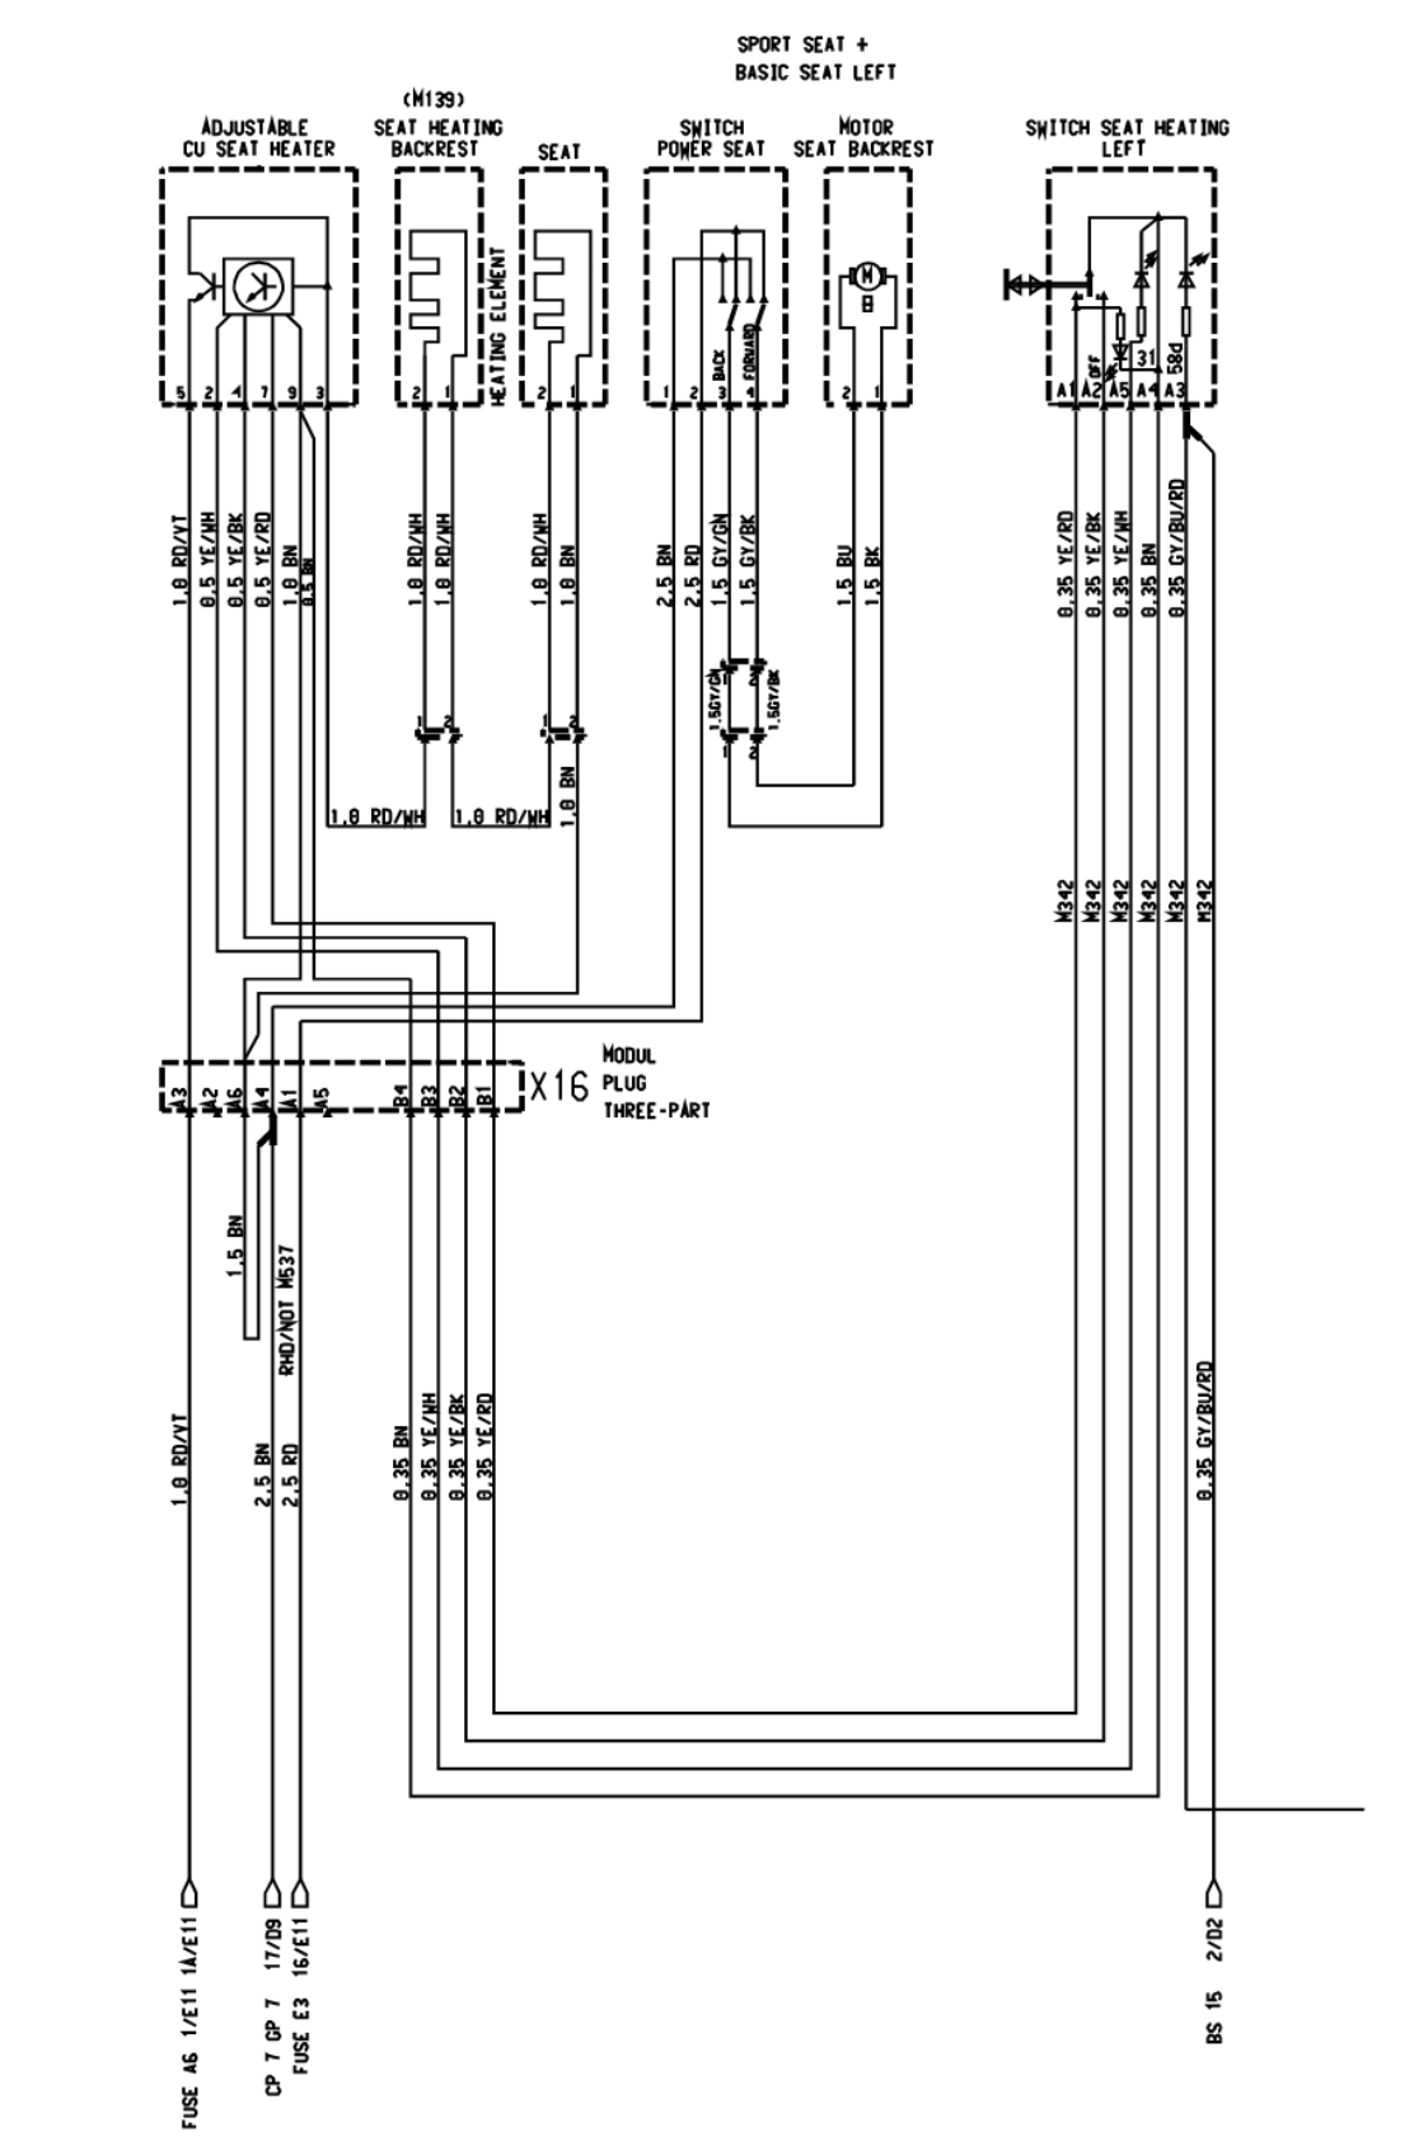 SPORT SEAT +
BASIC SEAT LEFT
(M139)
ADJUSTABLE
CU SEAT HEATER
SEAT HEATING
BACKREST
SEAT
SWITCH
POWER SEAT
MOTOR
SEAT BACKREST
SWITCH SEAT HEATING
LEFT
HEATING ELEMENT
M
BACK
FORWARD
OFF
31
58d
5 2 4 7 9 3
2 1
2 1
1 2 3 4
2 1
A1 A2 A5 A4 A3
1,0 RD/VT
0,5 YE/WH
0,5 YE/BK
0,5 YE/RD
1,0 BN
0,5 BN
1,0 RD/WH
1,0 RD/WH
1,0 RD/WH
1,0 BN
2,5 BN
2,5 RD
1,5 GY/GN
1,5 GY/BK
1,5 BU
1,5 BK
0,35 YE/RD
0,35 YE/BK
0,35 YE/WH
0,35 BN
0,35 GY/BU/RD
1 2
1.5GY/GN
1.5GY/BK
1 2
1 2
1 2
1,0 RD/WH
1,0 RD/WH
1,0 BN
M342
M342
M342
M342
M342
M342
MODUL
PLUG
THREE-PART
X16
A3 A2 A6 A4 A1 A5 B4 B3 B2 B1
1,5 BN
RHD/NOT M537
1,0 RD/VT
2,5 BN
2,5 RD
0,35 BN
0,35 YE/WH
0,35 YE/BK
0,35 YE/RD
0,35 GY/BU/RD
FUSE A6 1/E11 1A/E11
CP 7 GP 7 17/D9
FUSE E3 16/E11
BS 15 2/D2